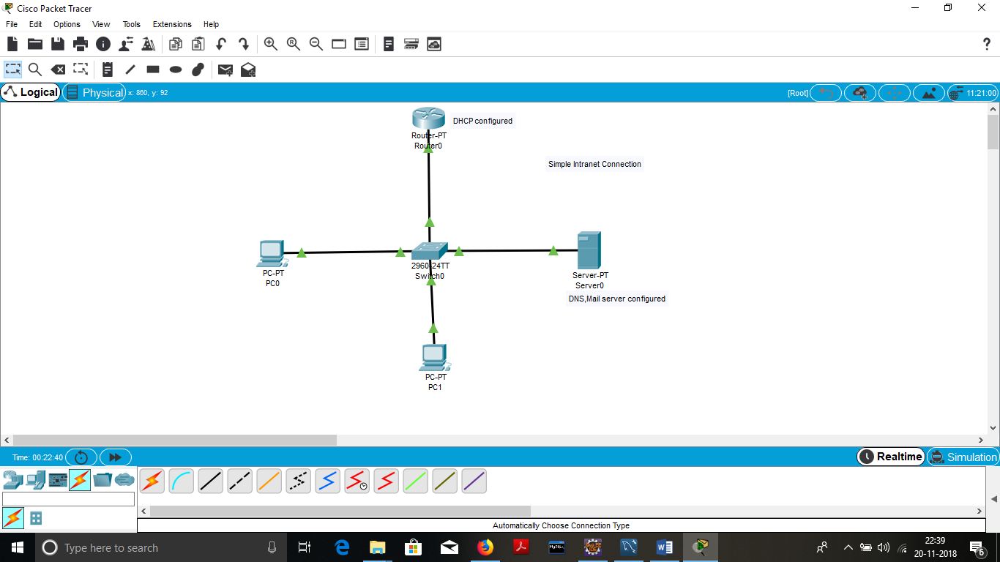 Cisco Packet Tracer
File Edit Options View Tools Extensions Help
?
Logical Physical x: 860, y: 92 [Root] 11:21:00
Router-PT
Router0
DHCP configured
Simple Intranet Connection
PC-PT
PC0
2960-24TT
Switch0
Server-PT
Server0
DNS,Mail server configured
PC-PT
PC1
Time: 00:22:40 Realtime Simulation
Automatically Choose Connection Type
Type here to search
22:39
20-11-2018
6